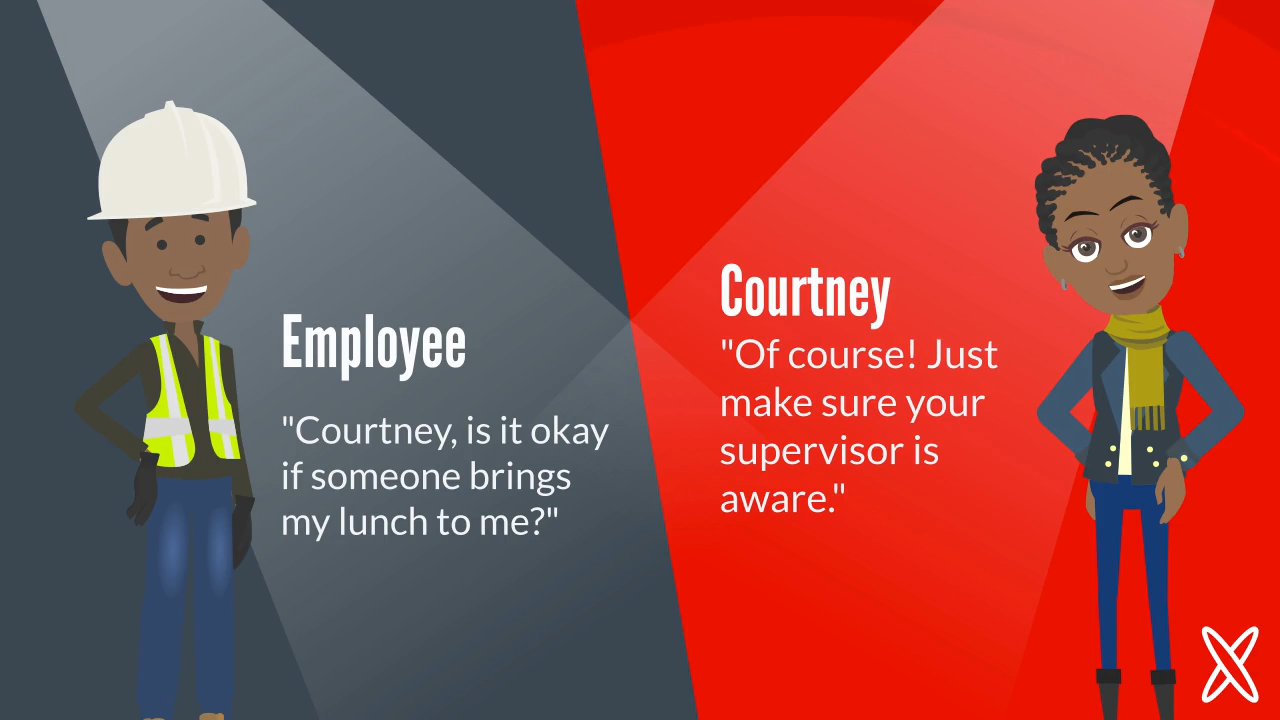 Employee
"Courtney, is it okay
if someone brings
my lunch to me?"
Courtney
"Of course! Just
make sure your
supervisor is
aware."